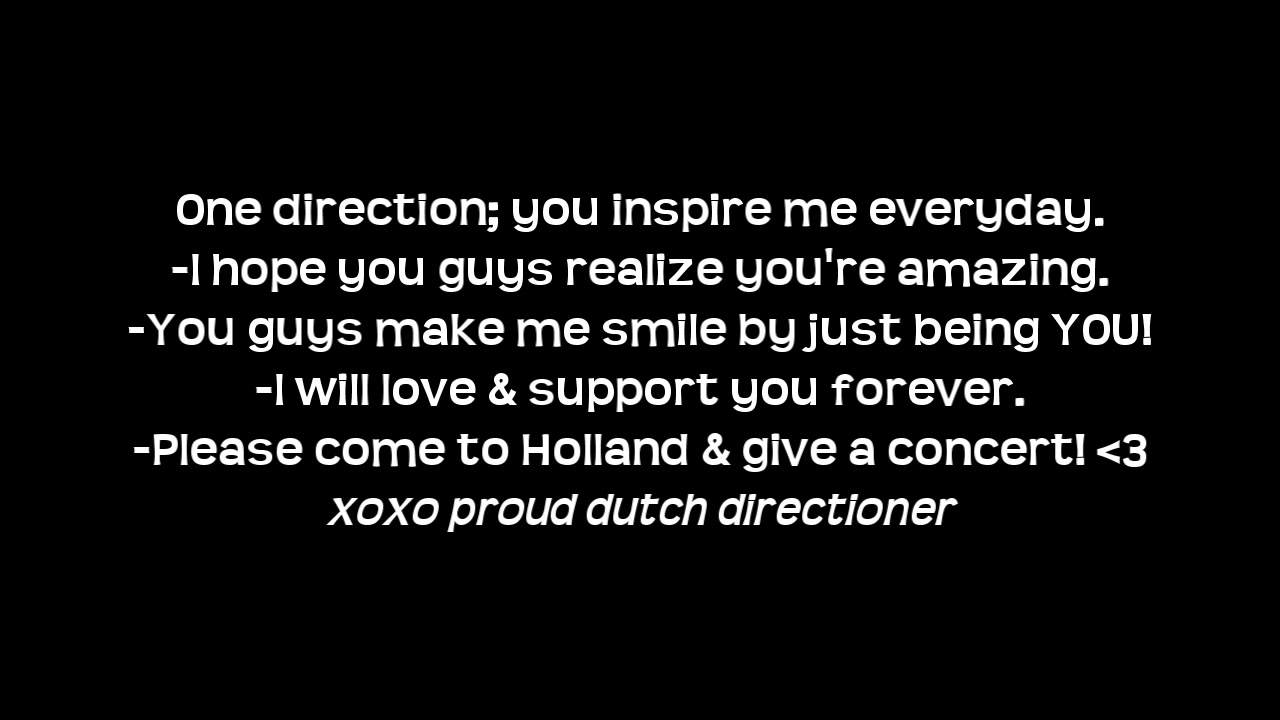 One direction; you inspire me everyday.
-I hope you guys realize you're amazing.
-You guys make me smile by just being YOU!
-I will love & support you forever.
-Please come to Holland & give a concert! <3
xoxo proud dutch directioner